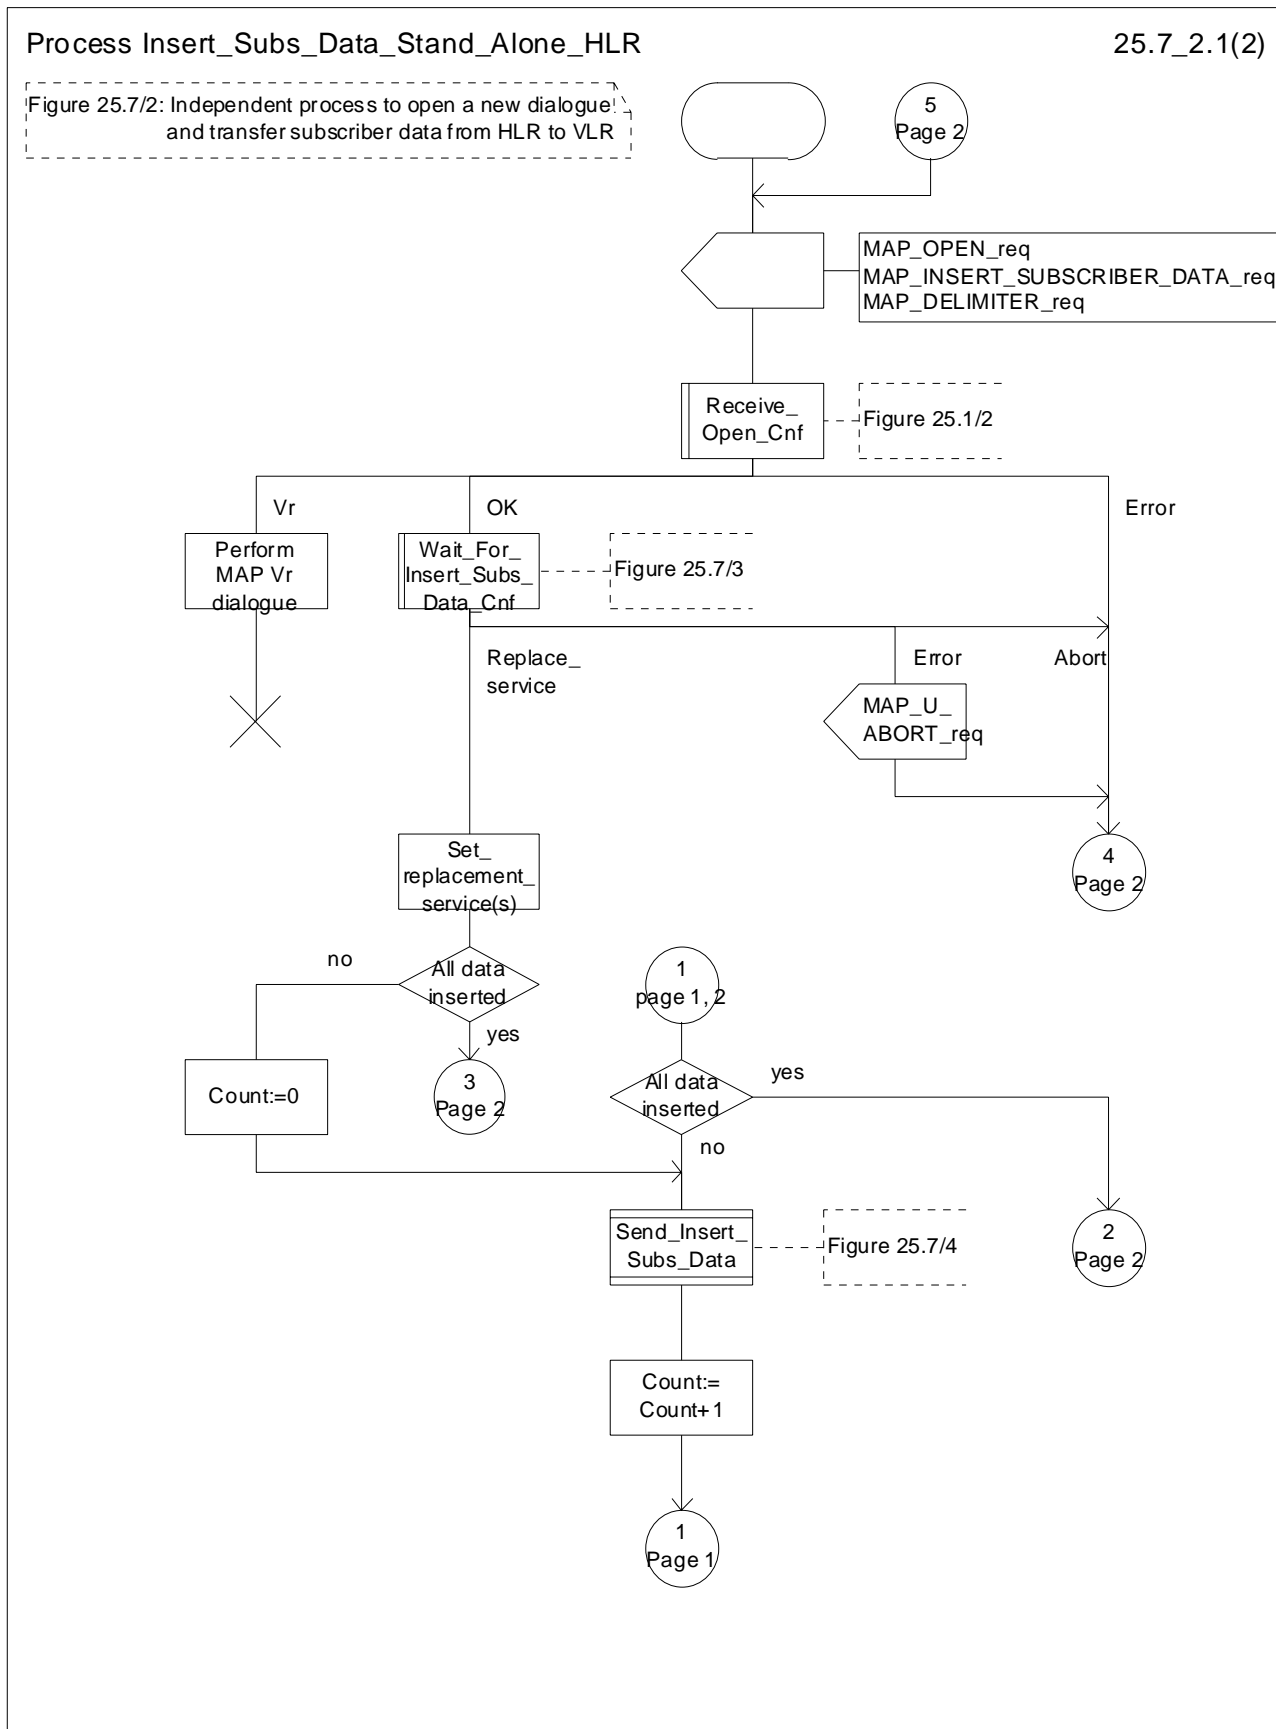 Process Insert_Subs_Data_Stand_Alone_HLR
25.7_2.1(2)
Figure 25.7/2: Independent process to open a new dialogue
and transfer subscriber data from HLR to VLR
5
Page 2
MAP_OPEN_req
MAP_INSERT_SUBSCRIBER_DATA_req
MAP_DELIMITER_req
Receive_
Open_Cnf
Figure 25.1/2
Vr
OK
Error
Perform
MAP Vr
dialogue
Wait_For_
Insert_Subs_
Data_Cnf
Figure 25.7/3
Replace_
service
Error
Abort
MAP_U_
ABORT_req
Set_
replacement_
service(s)
4
Page 2
no
All data
inserted
yes
1
page 1, 2
Count:=0
3
Page 2
All data
inserted
yes
no
Send_Insert_
Subs_Data
Figure 25.7/4
2
Page 2
Count:=
Count+1
1
Page 1